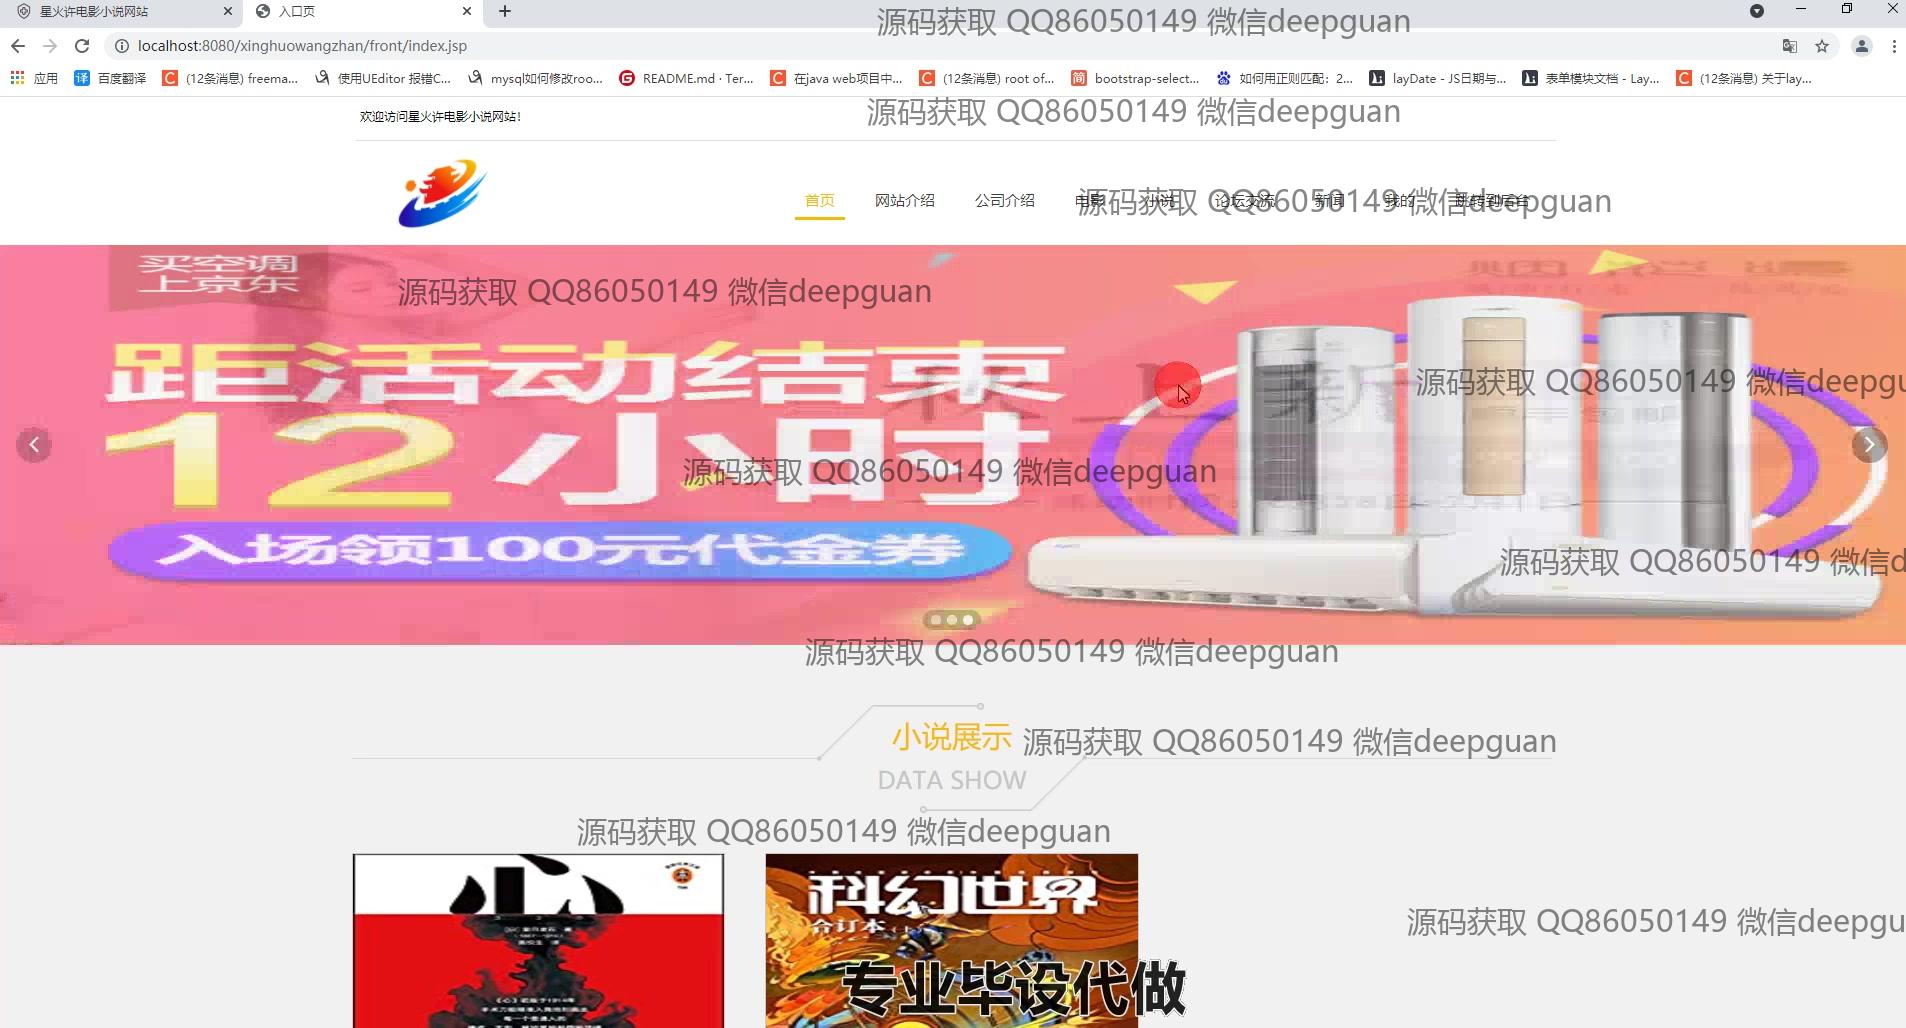 星火许电影小说网站
入口页
源码获取 QQ86050149 微信deepguan
localhost:8080/xinghuowangzhan/front/index.jsp
应用
百度翻译
(12条消息) freema...
使用UEditor 报错C...
mysql如何修改roo...
README.md · Ter...
在java web项目中...
(12条消息) root of...
bootstrap-select...
如何用正则匹配：2...
layDate - JS日期与...
表单模块文档 - Lay...
(12条消息) 关于lay...
欢迎访问星火许电影小说网站!
源码获取 QQ86050149 微信deepguan
首页
网站介绍
公司介绍
电影
小说
论坛交流
新闻
我的
跳转到后台
源码获取 QQ86050149 微信deepguan
买空调
上京东
源码获取 QQ86050149 微信deepguan
距活动结束
12小时
源码获取 QQ86050149 微信deepgu
源码获取 QQ86050149 微信deepguan
入场领100元代金券
源码获取 QQ86050149 微信d
源码获取 QQ86050149 微信deepguan
小说展示
源码获取 QQ86050149 微信deepguan
DATA SHOW
源码获取 QQ86050149 微信deepguan
心
科幻世界
合订本
源码获取 QQ86050149 微信deepgu
专业毕设代做